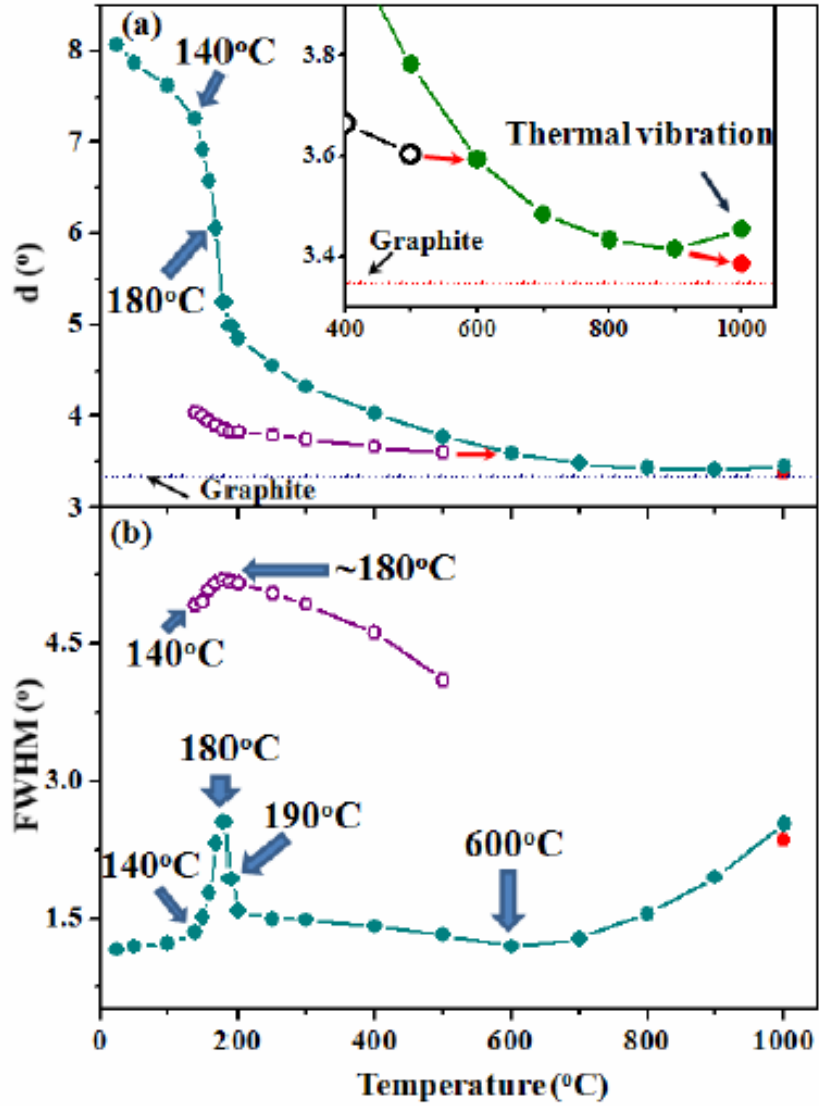 (a)
140°C
180°C
d (°)
8
7
6
5
4
3
Graphite
3.8
3.6
3.4
Thermal vibration
Graphite
400
600
800
1000
(b)
~180°C
140°C
180°C
190°C
140°C
600°C
FWHM (°)
4.5
3.0
1.5
0
200
400
600
800
1000
Temperature (°C)